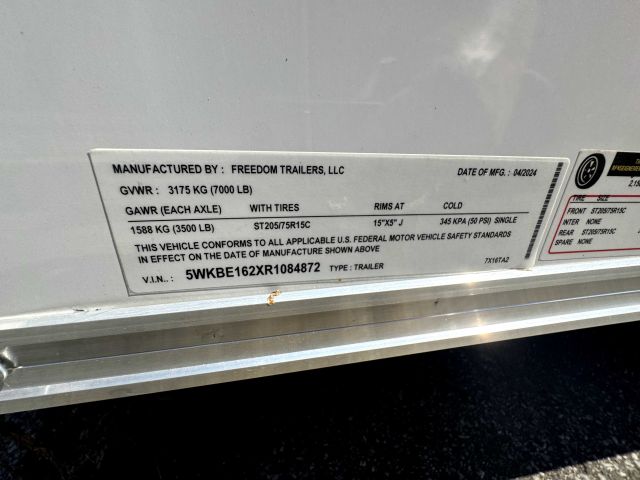 MANUFACTURED BY : FREEDOM TRAILERS, LLC DATE OF MFG. : 04/2024
GVWR : 3175 KG (7000 LB)
GAWR (EACH AXLE) WITH TIRES RIMS AT COLD
1588 KG (3500 LB) ST205/75R15C 15"X5" J 345 KPA (50 PSI) SINGLE
THIS VEHICLE CONFORMS TO ALL APPLICABLE U.S. FEDERAL MOTOR VEHICLE SAFETY STANDARDS
IN EFFECT ON THE DATE OF MANUFACTURE SHOWN ABOVE 7X16TA2
V.I.N.. : 5WKBE162XR1084872 TYPE : TRAILER
TIRE SIZE
FRONT ST205/75R15C
INTER NONE
REAR ST205/75R15C
SPARE NONE